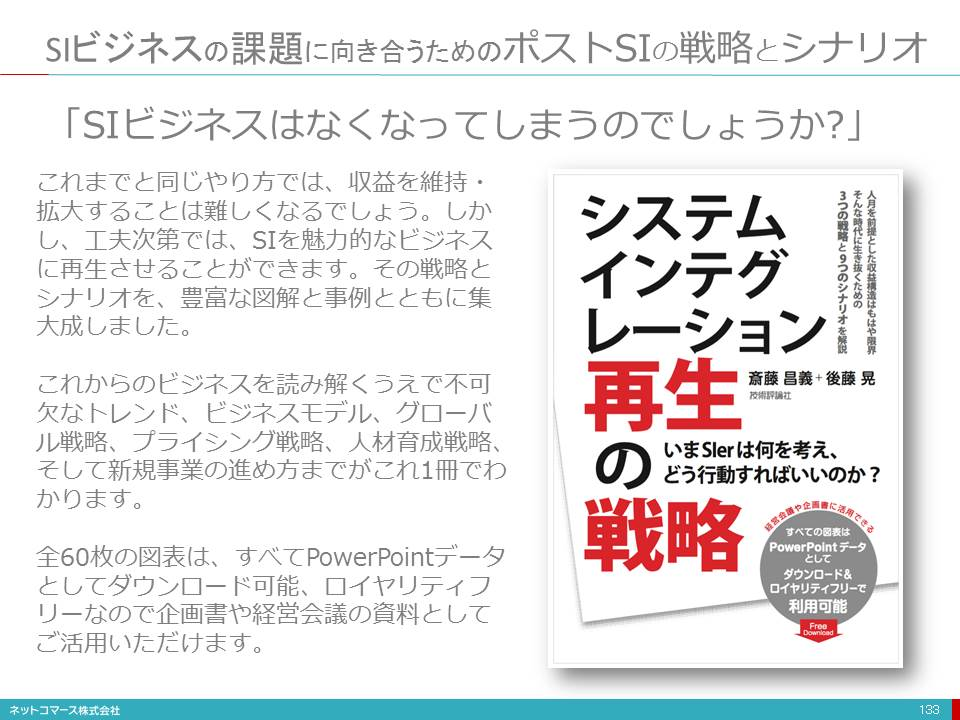 SIビジネスの課題に向き合うためのポストSIの戦略とシナリオ
「SIビジネスはなくなってしまうのでしょうか?」
これまでと同じやり方では、収益を維持・
拡大することは難しくなるでしょう。しか
し、工夫次第では、SIを魅力的なビジネス
に再生させることができます。その戦略と
シナリオを、豊富な図解と事例とともに集
大成しました。
これからのビジネスを読み解くうえで不可
欠なトレンド、ビジネスモデル、グローバ
ル戦略、プライシング戦略、人材育成戦略、
そして新規事業の進め方までがこれ1冊でわ
かります。
全60枚の図表は、すべてPowerPointデータ
としてダウンロード可能、ロイヤリティフ
リーなので企画書や経営会議の資料として
ご活用いただけます。
人月を前提とした収益構造はもはや限界
そんな時代に生き抜くための
3つの戦略と9つのシナリオを解説
システム
インテグ
レーション
再生
の
戦略
斎藤 昌義+後藤 晃
技術評論社
いまSIerは何を考え、
どう行動すればいいのか?
経営会議や企画書に活用できる
すべての図表は
PowerPointデータ
として
ダウンロード&
ロイヤリティフリーで
利用可能
Free
Download
ネットコマース株式会社
133